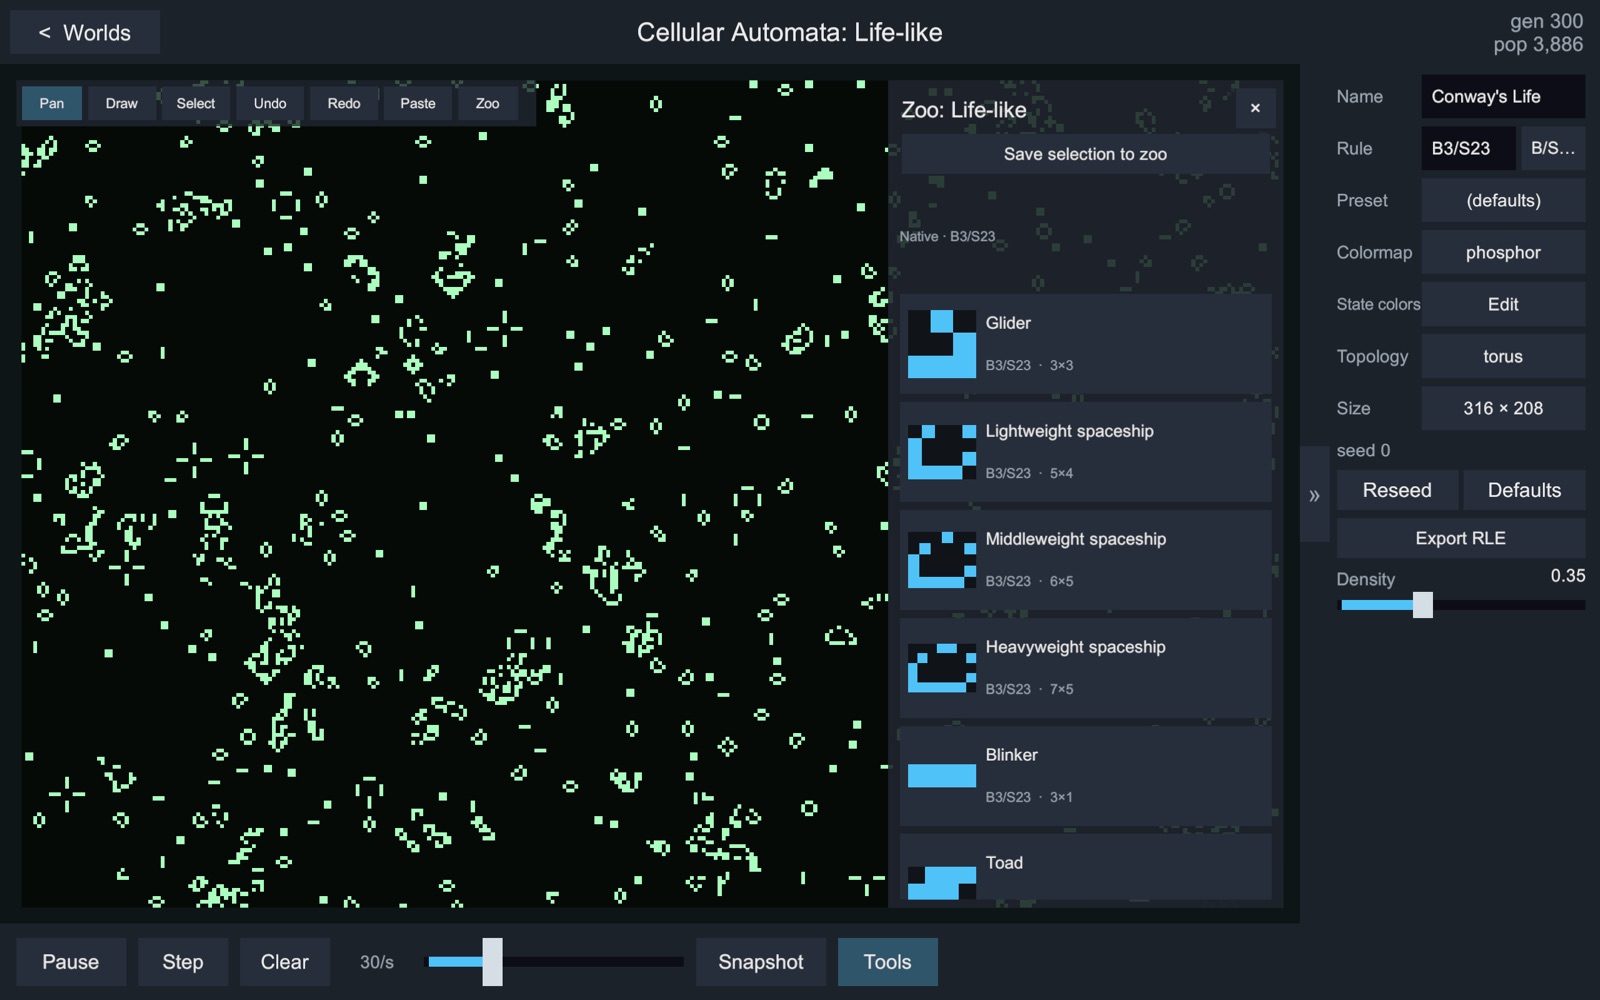 < Worlds
Cellular Automata: Life-like
gen 300
pop 3,886
Pan Draw Select Undo Redo Paste Zoo
Zoo: Life-like
×
Save selection to zoo
Native · B3/S23
Glider
B3/S23 · 3×3
Lightweight spaceship
B3/S23 · 5×4
Middleweight spaceship
B3/S23 · 6×5
Heavyweight spaceship
B3/S23 · 7×5
Blinker
B3/S23 · 3×1
Toad
»
Name Conway's Life
Rule B3/S23 B/S...
Preset (defaults)
Colormap phosphor
State colors Edit
Topology torus
Size 316 × 208
seed 0
Reseed Defaults
Export RLE
Density 0.35
Pause Step Clear 30/s Snapshot Tools